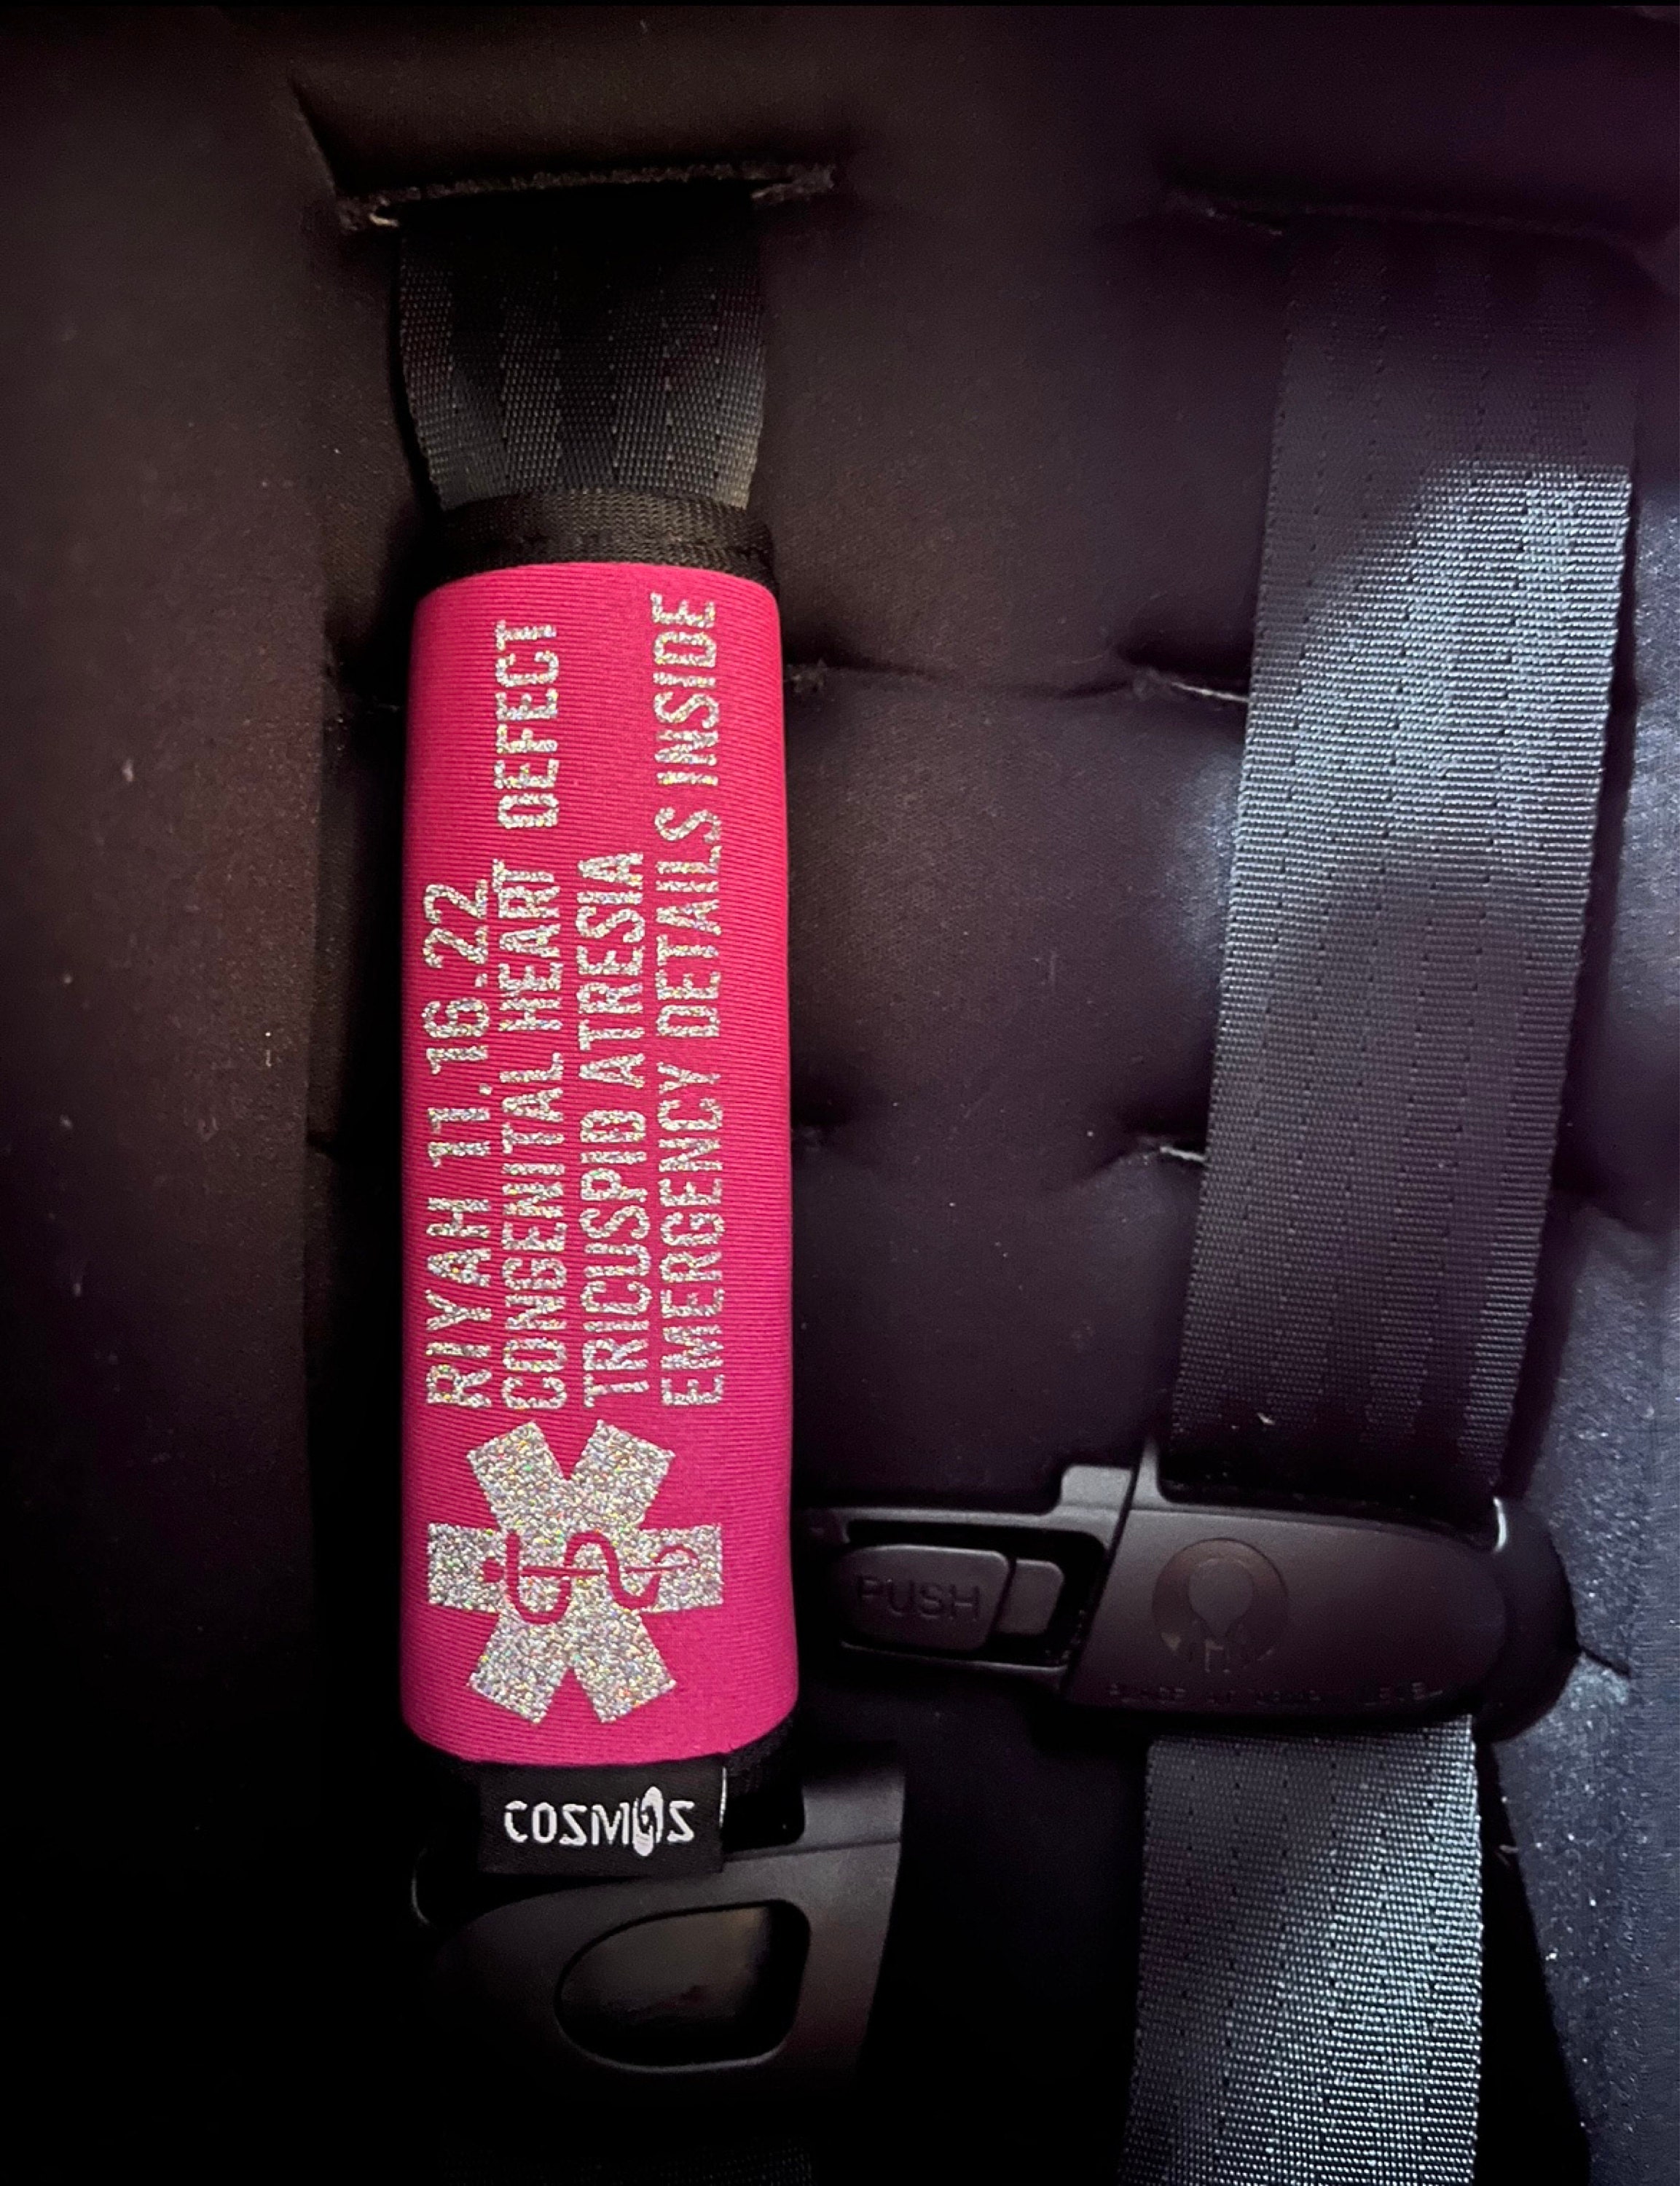 RIYAH 11.16.22
CONGENITAL HEART DEFECT
TRICUSPID ATRESIA
EMERGENCY DETAILS INSIDE
COSMOS
PUSH